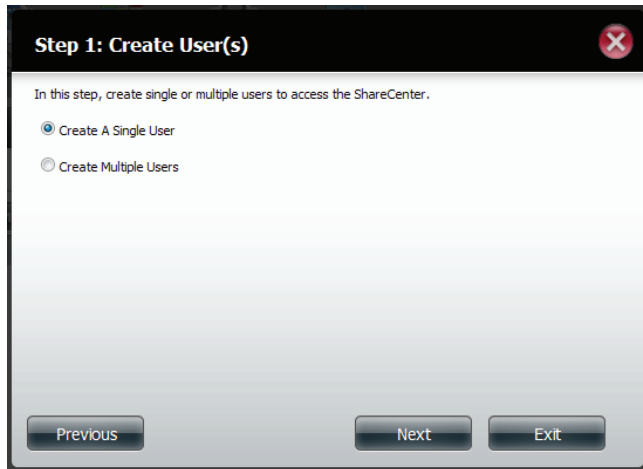 Step 1: Create User(s)
In this step, create single or multiple users to access the ShareCenter.
Create A Single User
Create Multiple Users
Previous
Next
Exit